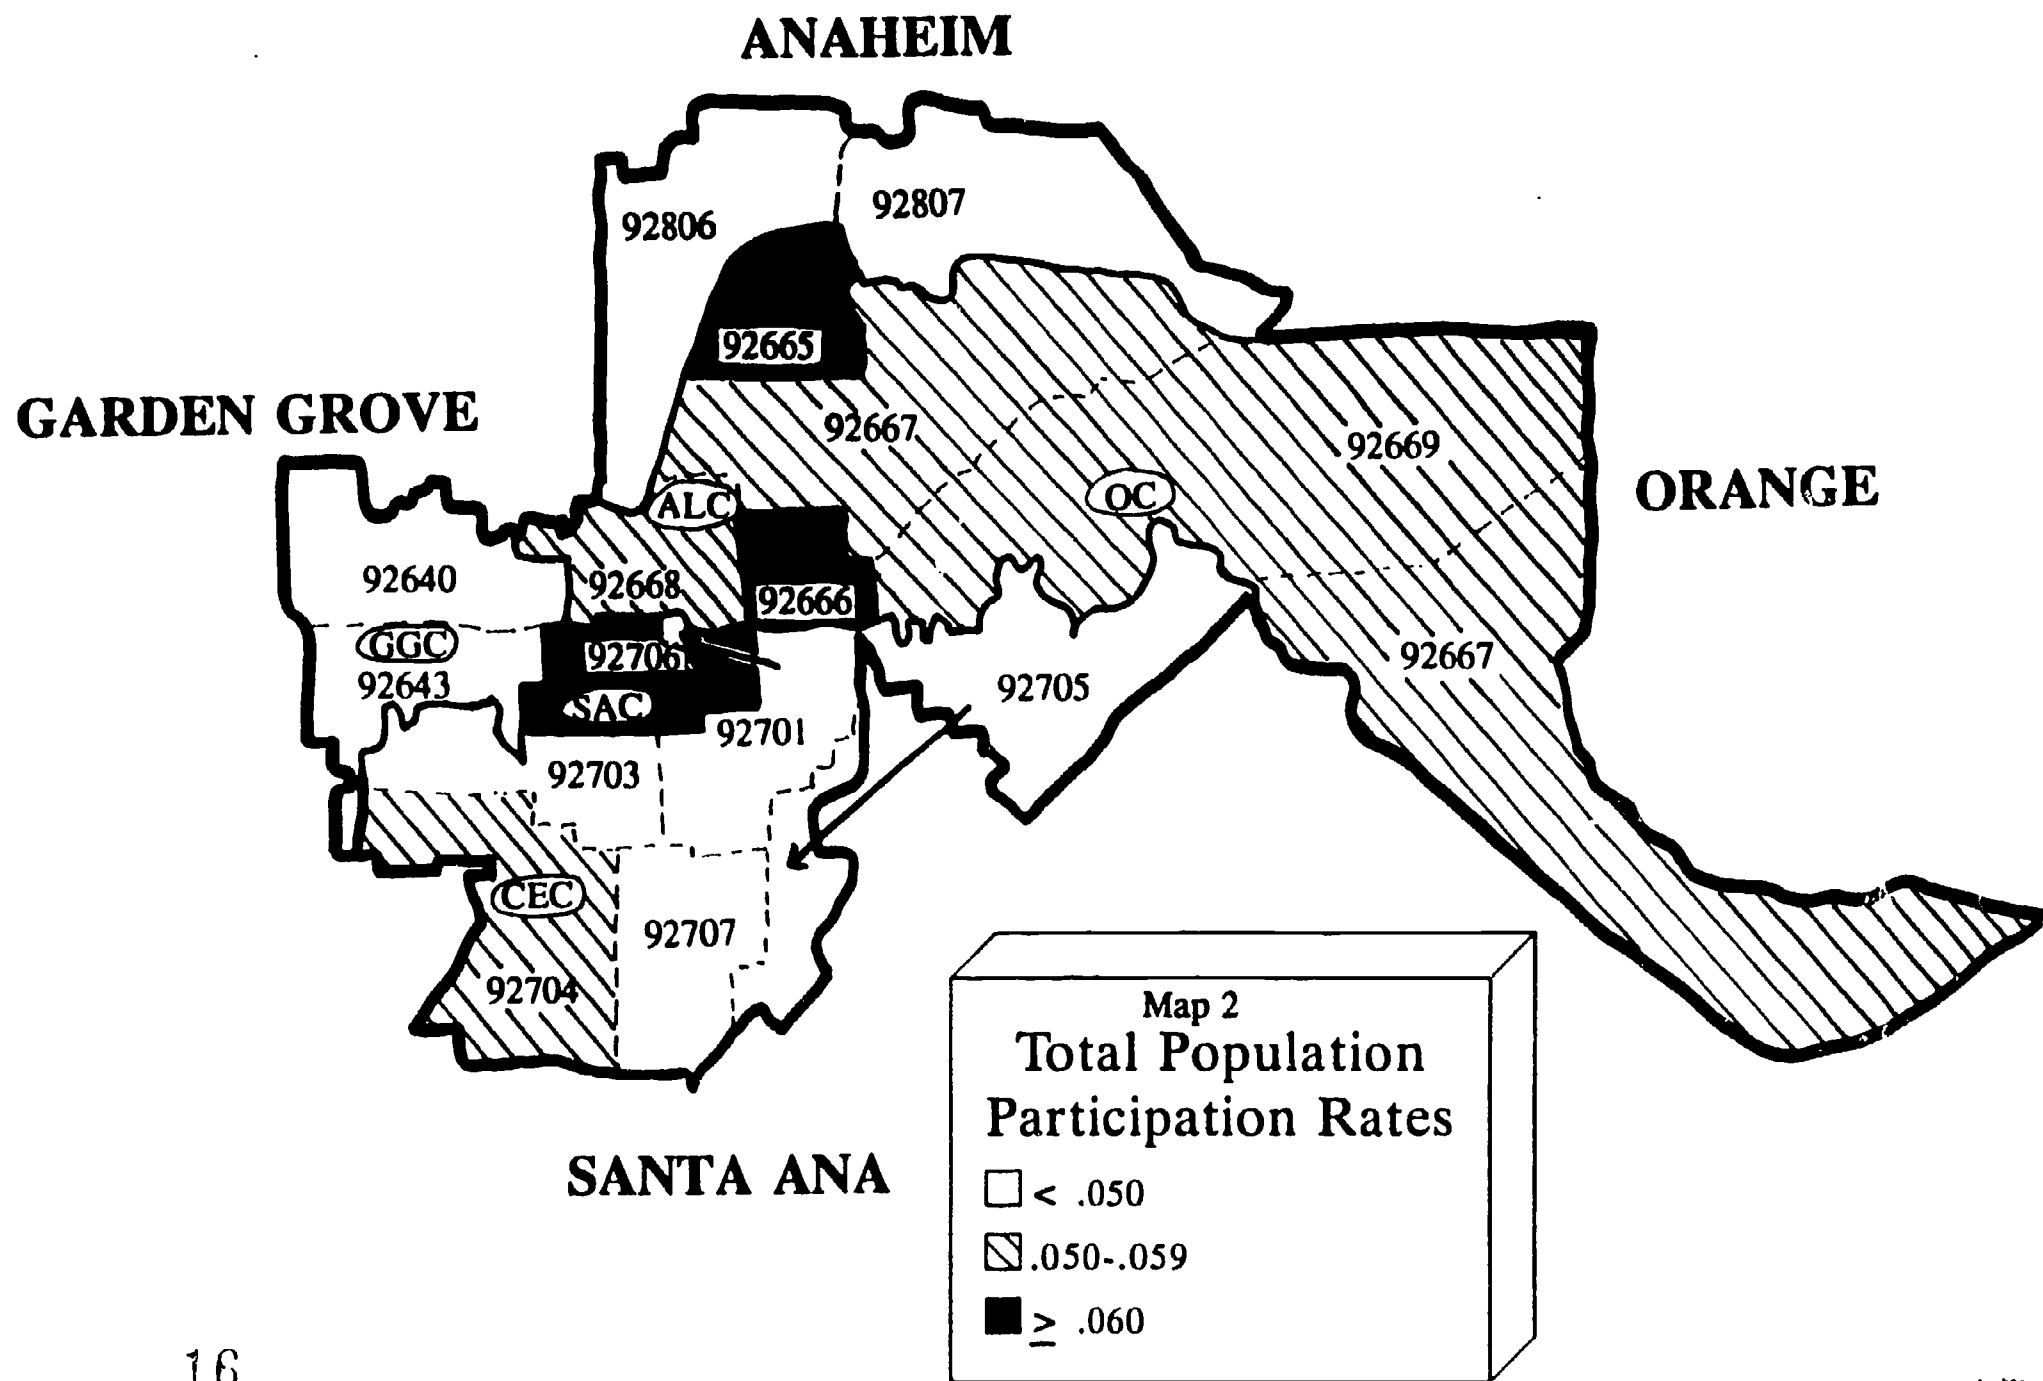 ANAHEIM
92806
92807
92665
GARDEN GROVE
92667
92669
ORANGE
ALC
OC
92640
92668
92666
GGC
92706
92643
SAC
92705
92667
92701
92703
CEC
92707
92704
SANTA ANA
Map 2
Total Population
Participation Rates
< .050
.050-.059
≥ .060
16